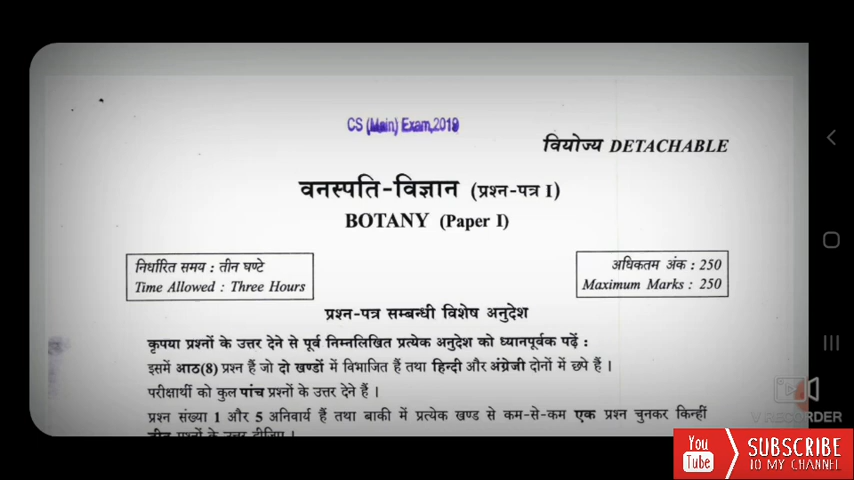 CS (Main) Exam,2019
वियोज्य DETACHABLE
वनस्पति-विज्ञान (प्रश्न-पत्र I)
BOTANY (Paper I)
निर्धारित समय : तीन घण्टे
Time Allowed : Three Hours
अधिकतम अंक : 250
Maximum Marks : 250
प्रश्न-पत्र सम्बन्धी विशेष अनुदेश
कृपया प्रश्नों के उत्तर देने से पूर्व निम्नलिखित प्रत्येक अनुदेश को ध्यानपूर्वक पढ़ें :
इसमें आठ(8) प्रश्न हैं जो दो खण्डों में विभाजित हैं तथा हिन्दी और अंग्रेजी दोनों में छपे हैं ।
परीक्षार्थी को कुल पांच प्रश्नों के उत्तर देने हैं ।
प्रश्न संख्या 1 और 5 अनिवार्य हैं तथा बाकी में प्रत्येक खण्ड से कम-से-कम एक प्रश्न चुनकर किन्हीं
तीन प्रश्नों के उत्तर दीजिए ।
V RECORDER
You
Tube
SUBSCRIBE
TO MY CHANNEL